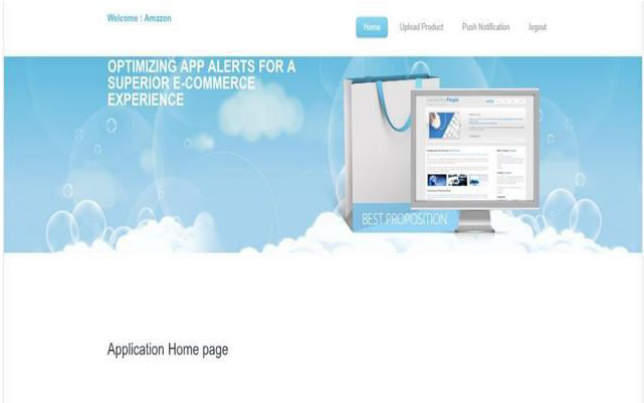 Welcome : Amazon
Home Upload Product Push Notification logout
OPTIMIZING APP ALERTS FOR A
SUPERIOR E-COMMERCE
EXPERIENCE
BEST PROPOSITION
Application Home page